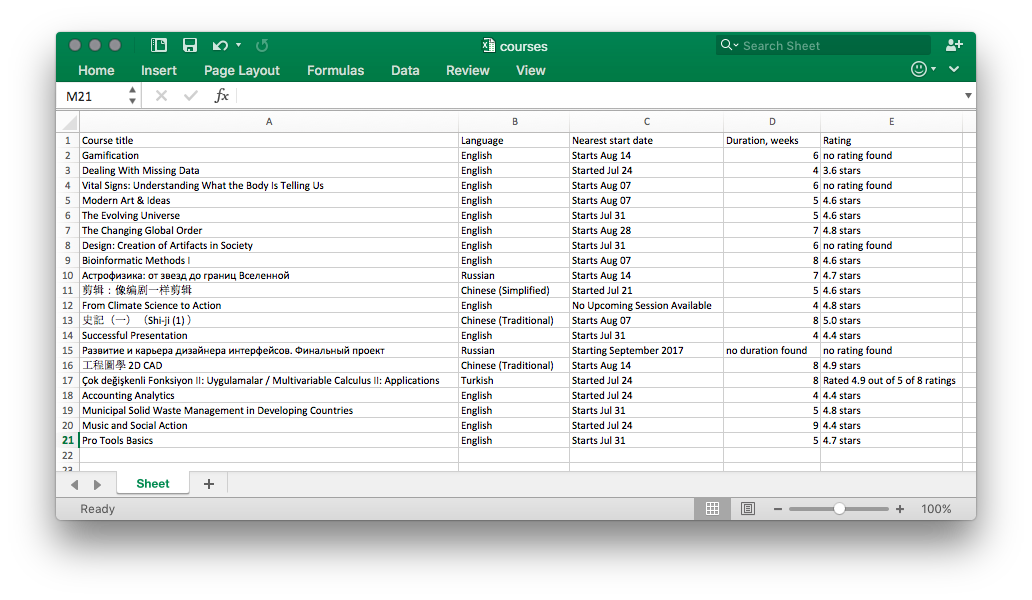 courses
Search Sheet
Home Insert Page Layout Formulas Data Review View
M21 fx
A B C D E
1 Course title Language Nearest start date Duration, weeks Rating
2 Gamification English Starts Aug 14 6 no rating found
3 Dealing With Missing Data English Started Jul 24 4 3.6 stars
4 Vital Signs: Understanding What the Body Is Telling Us English Starts Aug 07 6 no rating found
5 Modern Art & Ideas English Starts Aug 07 5 4.6 stars
6 The Evolving Universe English Starts Jul 31 5 4.6 stars
7 The Changing Global Order English Starts Aug 28 7 4.8 stars
8 Design: Creation of Artifacts in Society English Starts Jul 31 6 no rating found
9 Bioinformatic Methods I English Starts Aug 07 8 4.6 stars
10 Астрофизика: от звезд до границ Вселенной Russian Starts Aug 14 7 4.7 stars
11 剪辑：像编剧一样剪辑 Chinese (Simplified) Started Jul 21 5 4.6 stars
12 From Climate Science to Action English No Upcoming Session Available 4 4.8 stars
13 史記（一）（Shi-ji (1) ） Chinese (Traditional) Starts Aug 07 8 5.0 stars
14 Successful Presentation English Starts Jul 31 4 4.4 stars
15 Развитие и карьера дизайнера интерфейсов. Финальный проект Russian Starting September 2017 no duration found no rating found
16 工程圖學 2D CAD Chinese (Traditional) Starts Aug 14 8 4.9 stars
17 Çok değişkenli Fonksiyon II: Uygulamalar / Multivariable Calculus II: Applications Turkish Started Jul 24 8 Rated 4.9 out of 5 of 8 ratings
18 Accounting Analytics English Started Jul 24 4 4.4 stars
19 Municipal Solid Waste Management in Developing Countries English Starts Jul 31 5 4.8 stars
20 Music and Social Action English Started Jul 24 9 4.4 stars
21 Pro Tools Basics English Starts Jul 31 5 4.7 stars
22
23
Sheet +
Ready 100%